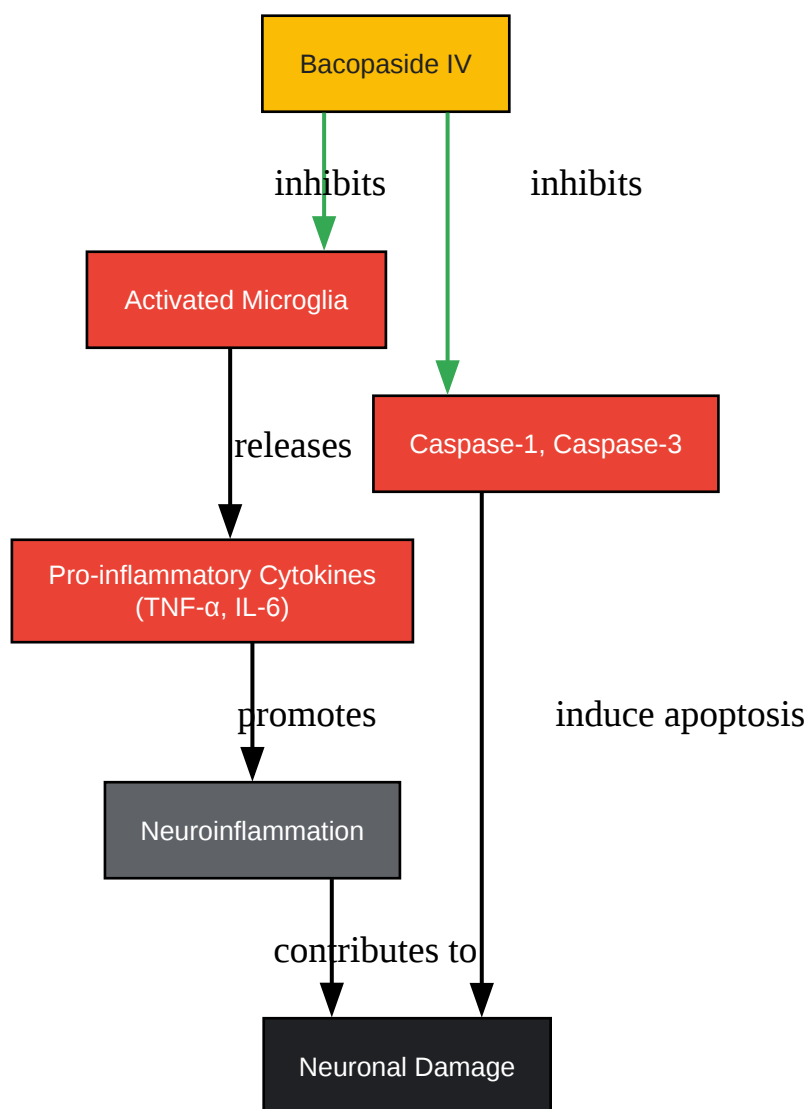 Bacopaside IV
inhibits
inhibits
Activated Microglia
releases
Caspase-1, Caspase-3
Pro-inflammatory Cytokines
(TNF-α, IL-6)
promotes
induce apoptosis
Neuroinflammation
contributes to
Neuronal Damage